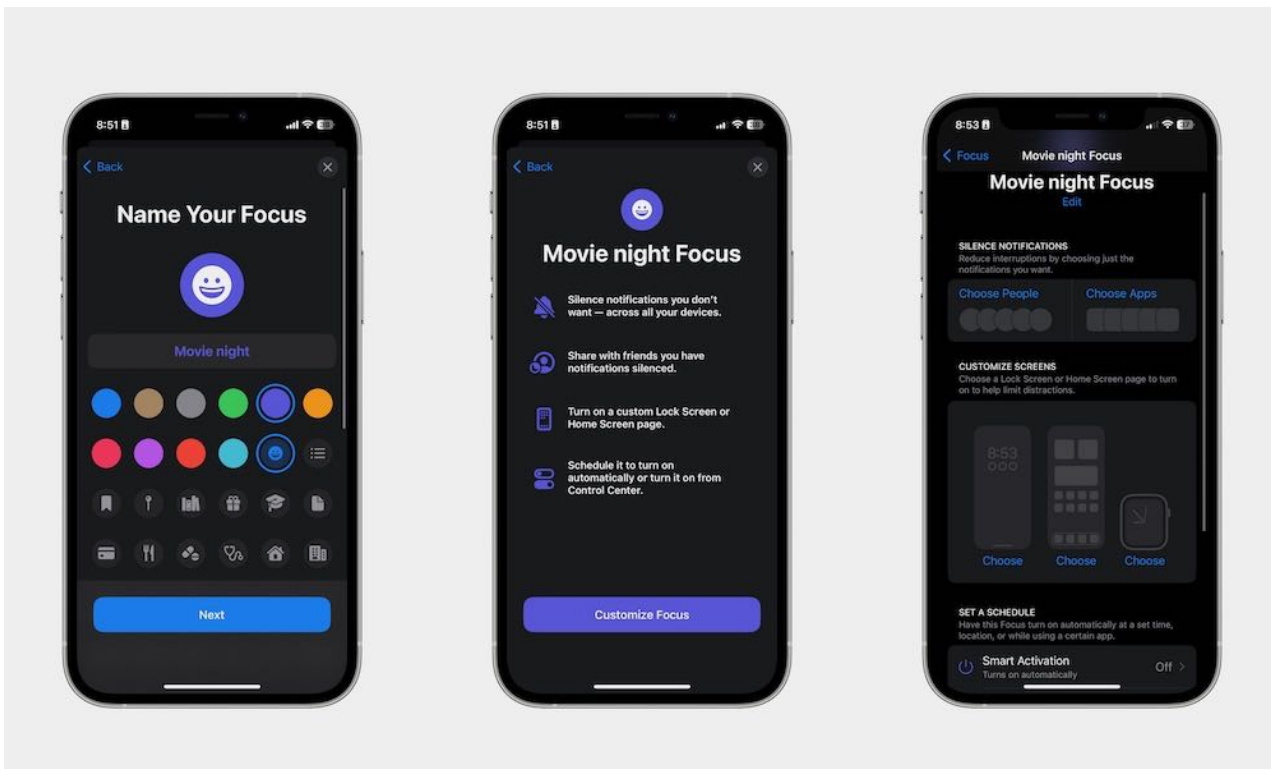 8:51
Back
Name Your Focus
Movie night
Next
8:51
Back
Movie night Focus
Silence notifications you don't
want — across all your devices.
Share with friends you have
notifications silenced.
Turn on a custom Lock Screen or
Home Screen page.
Schedule it to turn on
automatically or turn it on from
Control Center.
Customize Focus
8:53
Focus
Movie night Focus
Movie night Focus
Edit
SILENCE NOTIFICATIONS
Reduce interruptions by choosing just the
notifications you want.
Choose People
Choose Apps
CUSTOMIZE SCREENS
Choose a Lock Screen or Home Screen page to turn
on to help limit distractions.
8:53
Choose
Choose
Choose
SET A SCHEDULE
Have this Focus turn on automatically at a set time,
location, or while using a certain app.
Smart Activation
Turns on automatically
Off